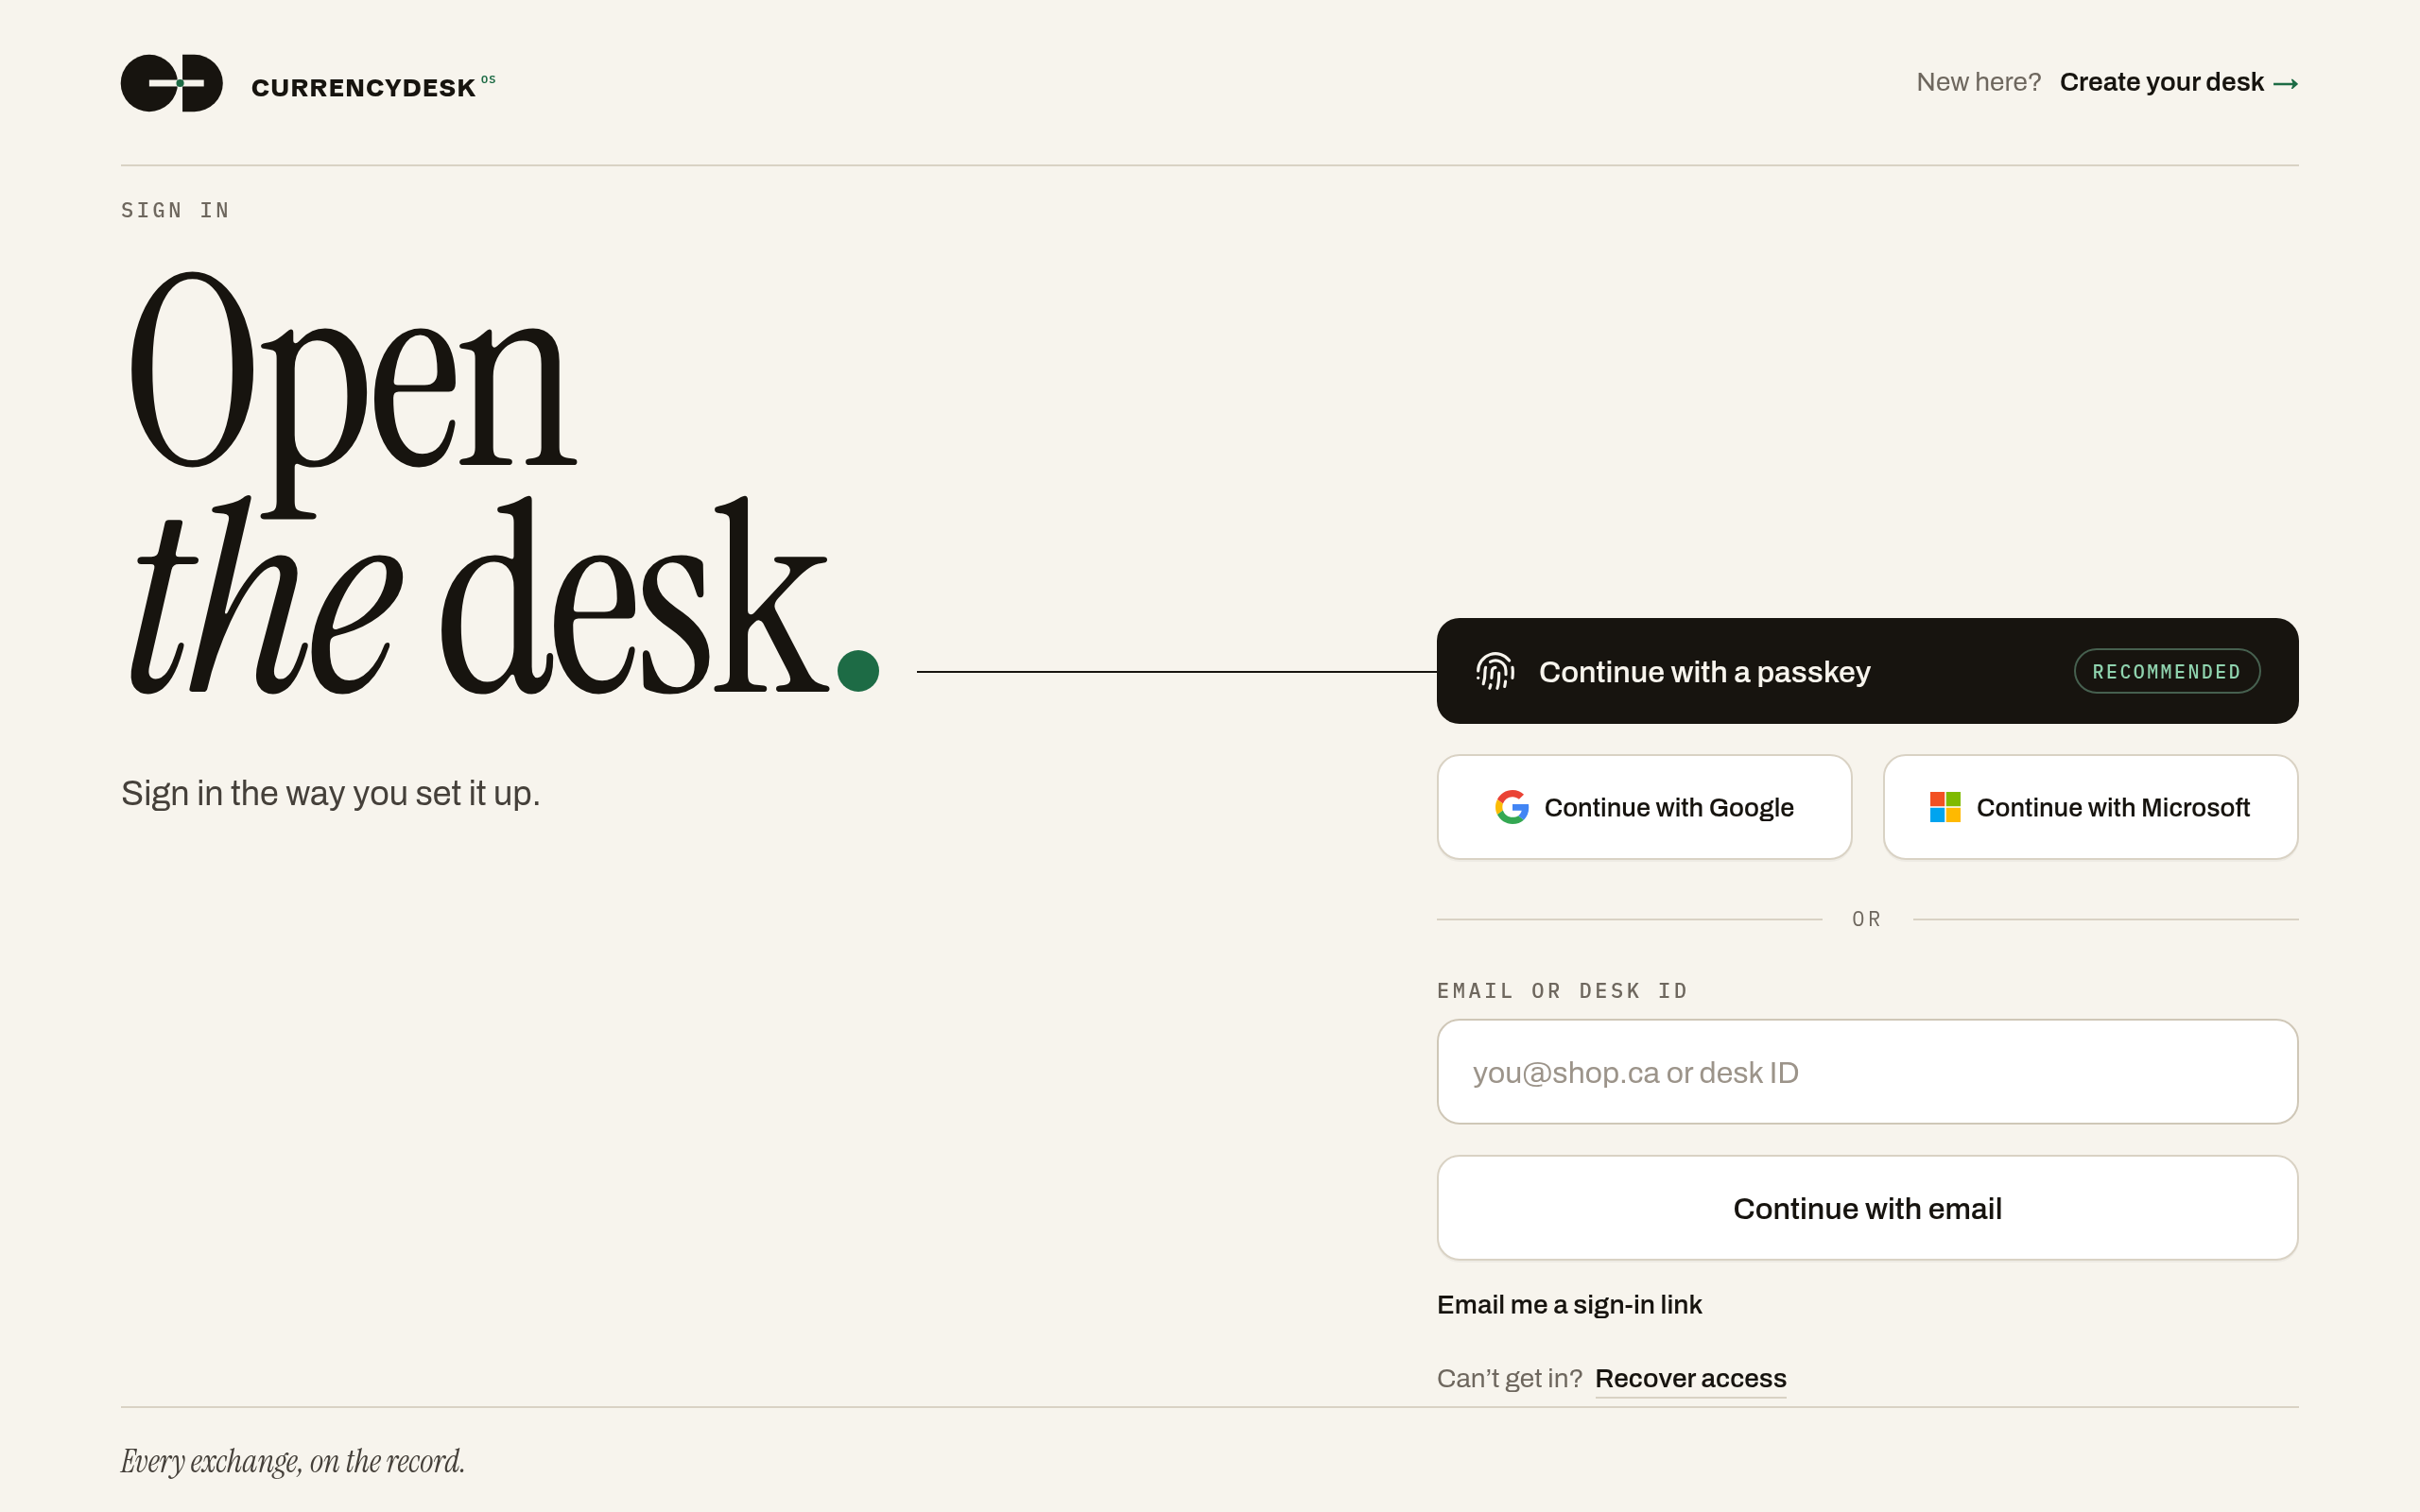 CURRENCYDESK OS
New here? Create your desk →
SIGN IN
Open
the desk.
Sign in the way you set it up.
Continue with a passkey
RECOMMENDED
Continue with Google
Continue with Microsoft
OR
EMAIL OR DESK ID
you@shop.ca or desk ID
Continue with email
Email me a sign-in link
Can’t get in? Recover access
Every exchange, on the record.